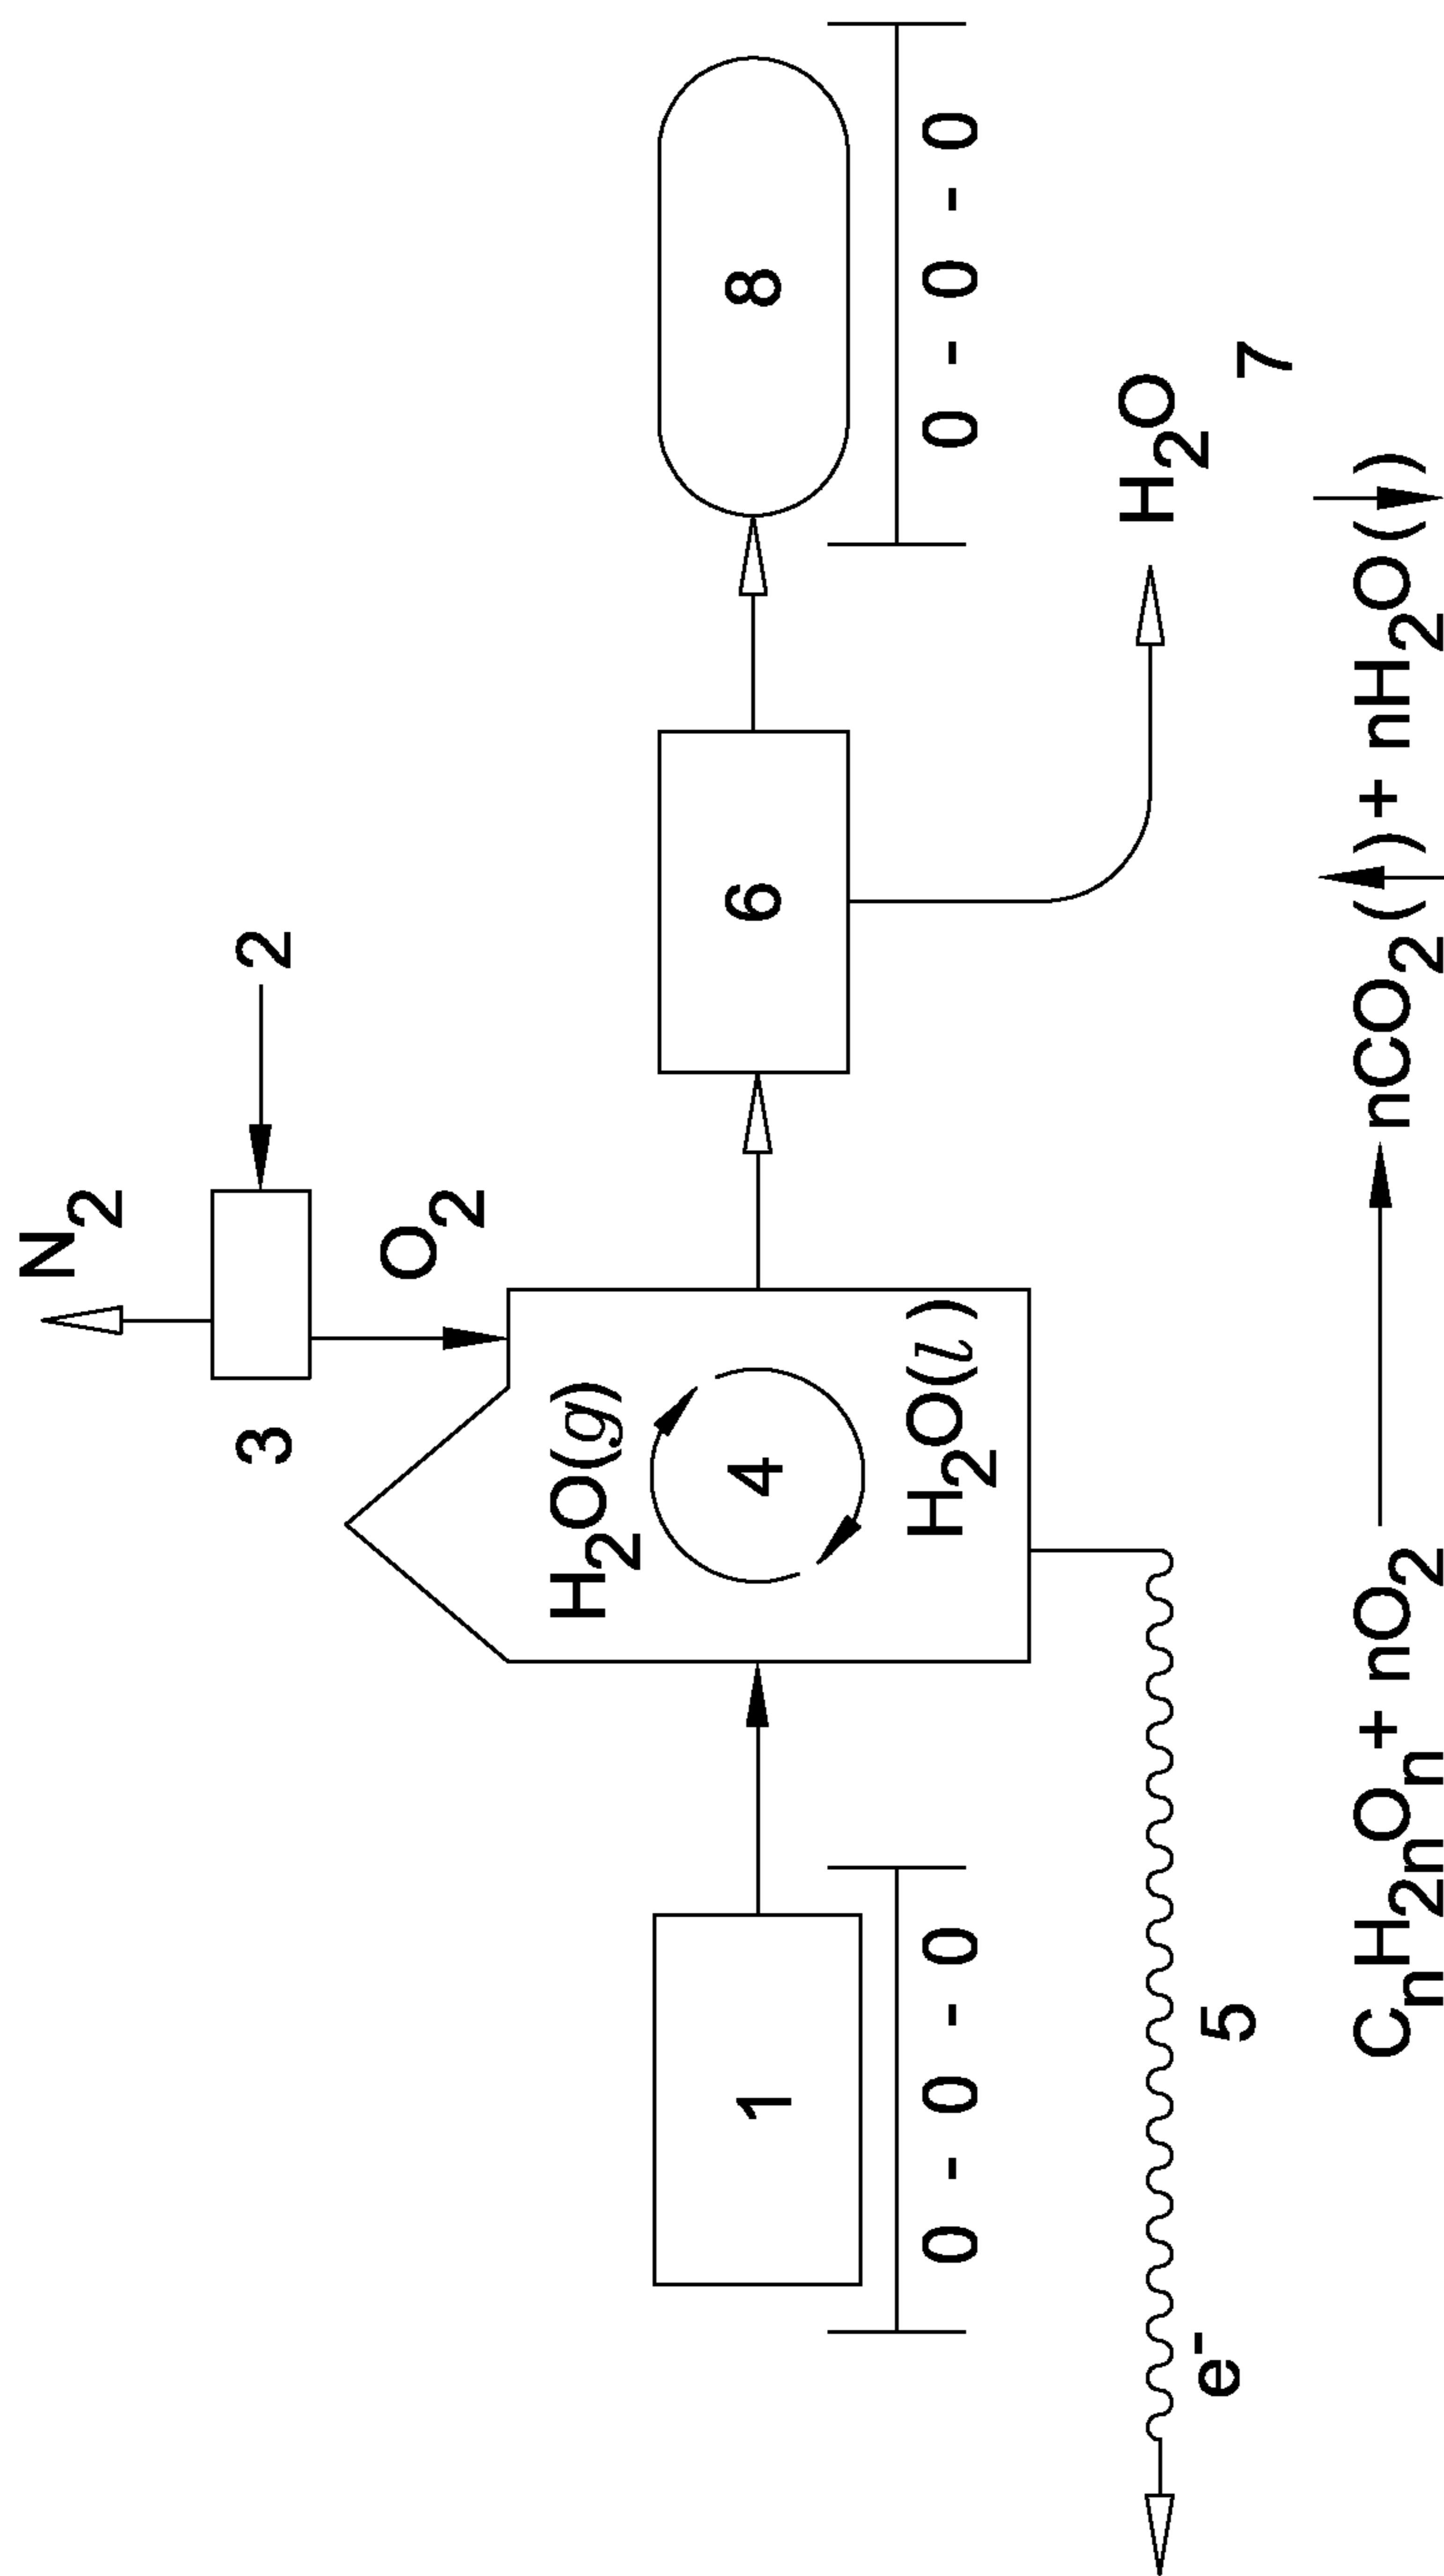 N2
3
2
O2
H2O(g)
1
4
6
8
H2O(l)
0 - 0 - 0
0 - 0 - 0
H2O
e-
5
7
CnH2nOn + nO2 → nCO2(↑) + nH2O(↓)